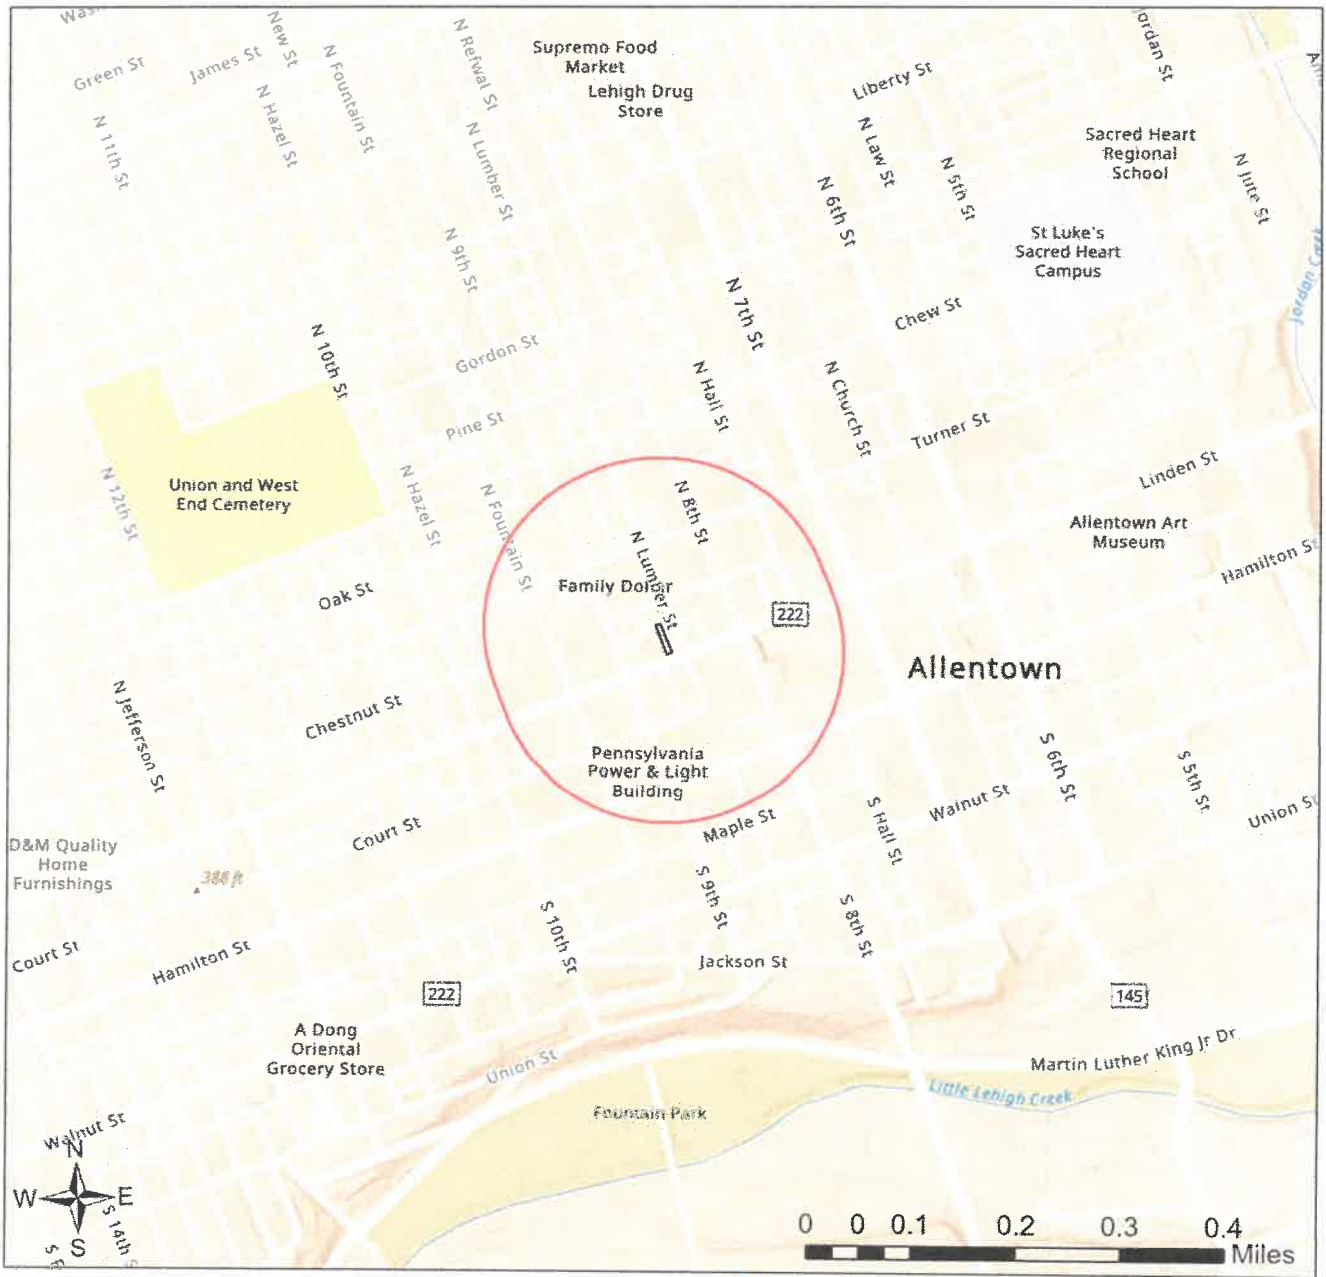 Green St
James St
New St
N Fountain St
N Hazel St
N 11th St
N Refwal St
N Lumber St
Supremo Food
Market
Lehigh Drug
Store
Liberty St
Jordan St
N Law St
N 5th St
N 6th St
Sacred Heart
Regional
School
N Jute St
St Luke's
Sacred Heart
Campus
Jordan Creek
N 9th St
N 7th St
Chew St
N 10th St
Gordon St
N Hall St
N Church St
Pine St
Turner St
Linden St
Union and West
End Cemetery
N 12th St
N Hazel St
N Fountain St
N 8th St
N Lumber St
Allentown Art
Museum
Hamilton St
Oak St
Family Dollar
222
Allentown
N Jefferson St
Chestnut St
Pennsylvania
Power & Light
Building
S 6th St
S 5th St
Walnut St
Union St
Court St
Maple St
S Hall St
D&M Quality
Home
Furnishings
388 ft
S 9th St
S 8th St
S 10th St
Court St
Hamilton St
Jackson St
222
145
A Dong
Oriental
Grocery Store
Union St
Martin Luther King Jr Dr
Little Lehigh Creek
Fountain Park
Walnut St
N
W E
S
S 14th S
0 0 0.1 0.2 0.3 0.4
Miles